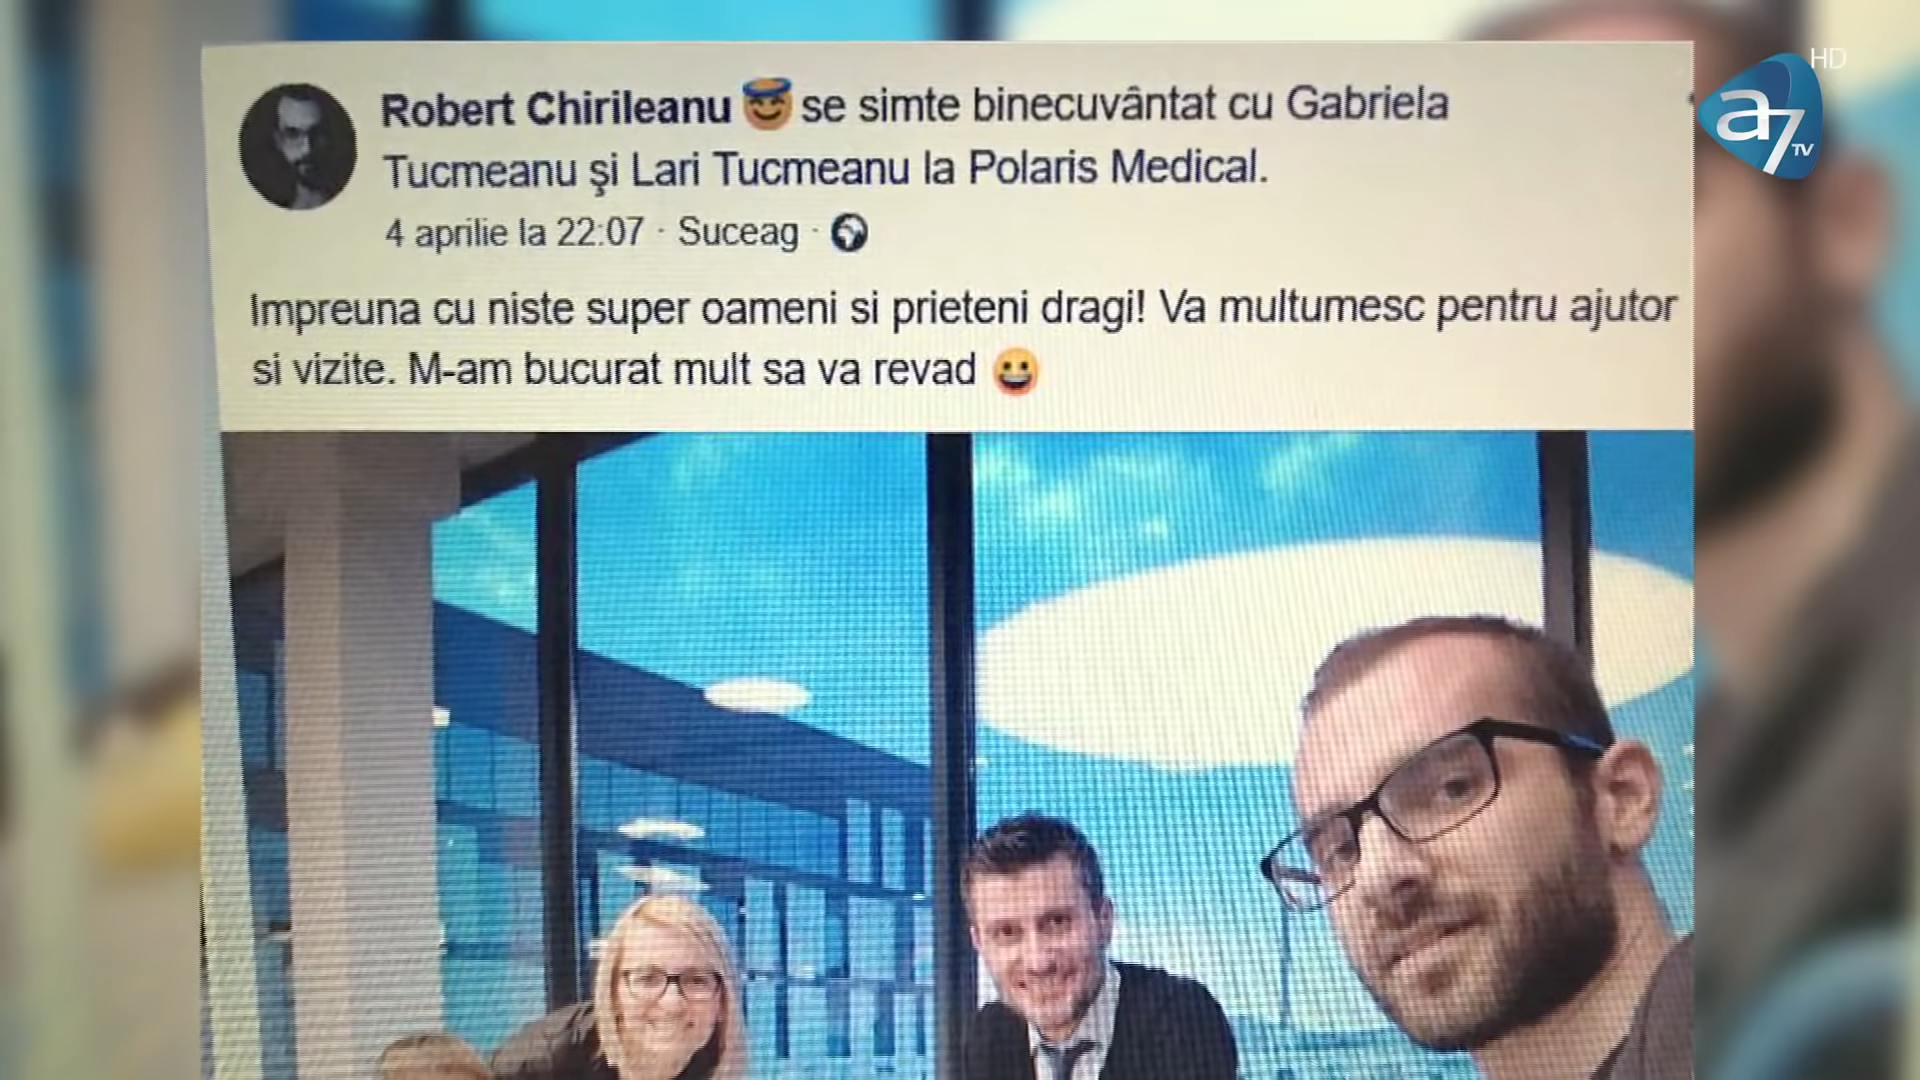 HD
a7 TV
Robert Chirileanu 😇 se simte binecuvântat cu Gabriela
Tucmeanu şi Lari Tucmeanu la Polaris Medical.
4 aprilie la 22:07 · Suceag ·
Impreuna cu niste super oameni si prieteni dragi! Va multumesc pentru ajutor
si vizite. M-am bucurat mult sa va revad 😀